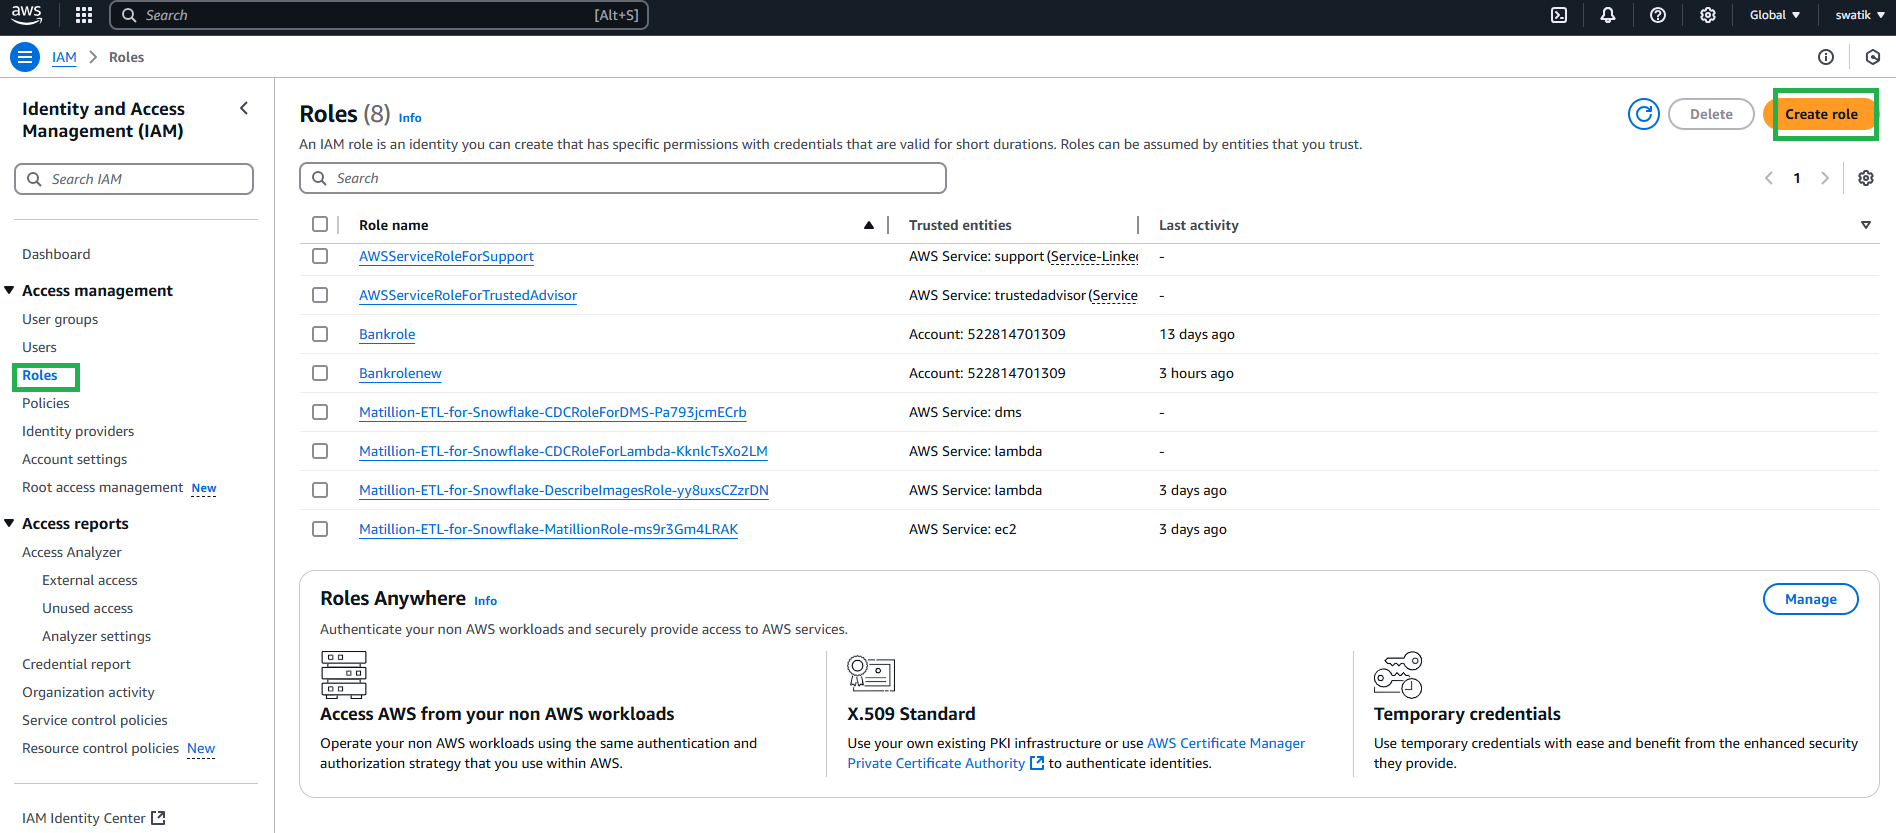 aws
Search
[Alt+S]
Global
swatik
IAM
Roles
Identity and Access
Management (IAM)
Search IAM
Dashboard
Access management
User groups
Users
Roles
Policies
Identity providers
Account settings
Root access management New
Access reports
Access Analyzer
External access
Unused access
Analyzer settings
Credential report
Organization activity
Service control policies
Resource control policies New
IAM Identity Center
Roles (8) Info
Delete
Create role
An IAM role is an identity you can create that has specific permissions with credentials that are valid for short durations. Roles can be assumed by entities that you trust.
Search
1
Role name Trusted entities Last activity
AWSServiceRoleForSupport AWS Service: support (Service-Linked -
AWSServiceRoleForTrustedAdvisor AWS Service: trustedadvisor (Service -
Bankrole Account: 522814701309 13 days ago
Bankrolenew Account: 522814701309 3 hours ago
Matillion-ETL-for-Snowflake-CDCRoleForDMS-Pa793jcmECrb AWS Service: dms -
Matillion-ETL-for-Snowflake-CDCRoleForLambda-KknlcTsXo2LM AWS Service: lambda -
Matillion-ETL-for-Snowflake-DescribeImagesRole-yy8uxsCZzrDN AWS Service: lambda 3 days ago
Matillion-ETL-for-Snowflake-MatillionRole-ms9r3Gm4LRAK AWS Service: ec2 3 days ago
Roles Anywhere Info
Manage
Authenticate your non AWS workloads and securely provide access to AWS services.
Access AWS from your non AWS workloads
Operate your non AWS workloads using the same authentication and
authorization strategy that you use within AWS.
X.509 Standard
Use your own existing PKI infrastructure or use AWS Certificate Manager
Private Certificate Authority to authenticate identities.
Temporary credentials
Use temporary credentials with ease and benefit from the enhanced security
they provide.